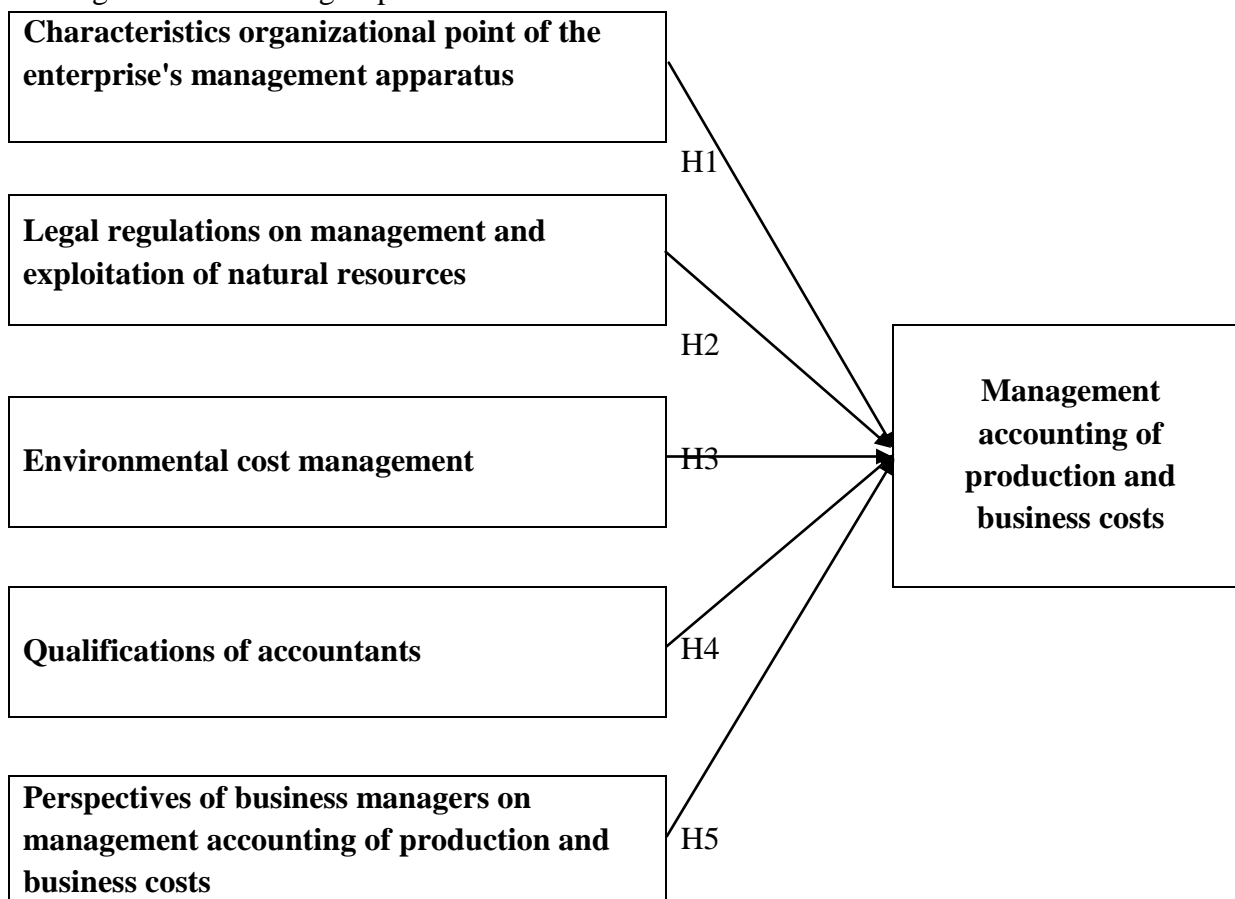 Characteristics organizational point of the
enterprise's management apparatus
H1
Legal regulations on management and
exploitation of natural resources
H2
Management
accounting of
production and
business costs
Environmental cost management
H3
Qualifications of accountants
H4
Perspectives of business managers on
management accounting of production and
business costs
H5